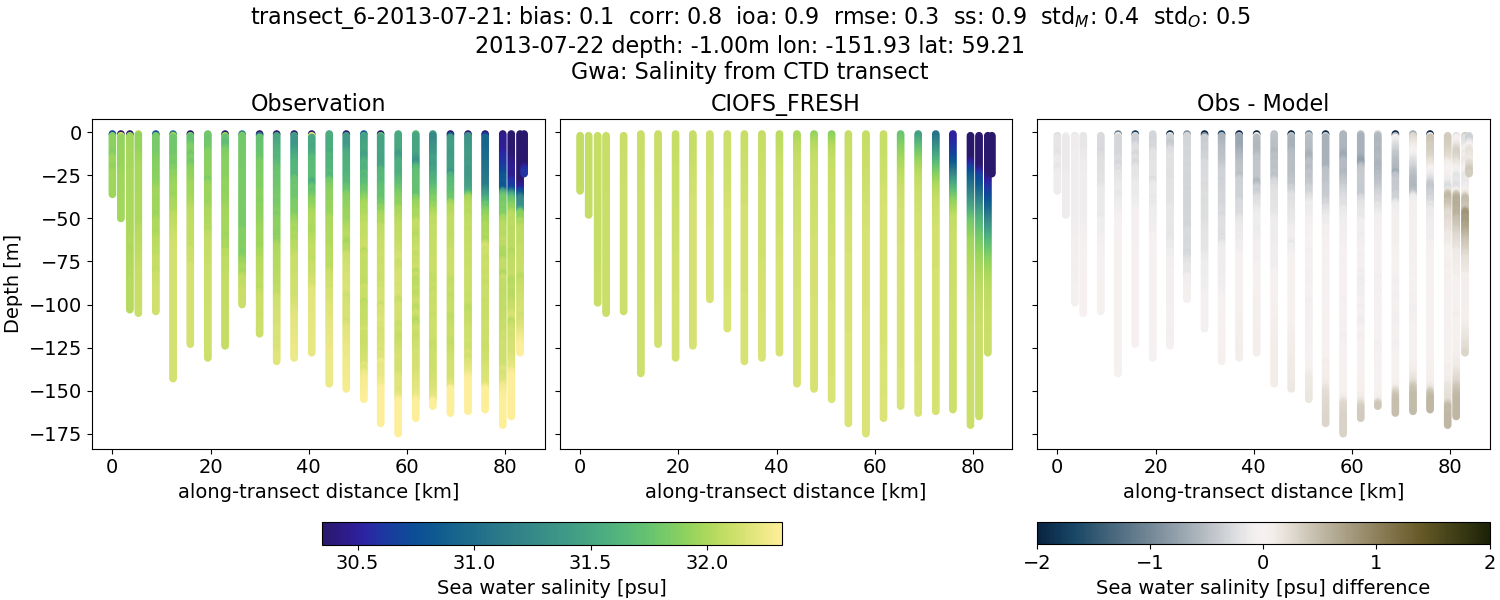 transect_6-2013-07-21: bias: 0.1 corr: 0.8 ioa: 0.9 rmse: 0.3 ss: 0.9 std_M: 0.4 std_O: 0.5
2013-07-22 depth: -1.00m lon: -151.93 lat: 59.21
Gwa: Salinity from CTD transect
Observation
CIOFS_FRESH
Obs - Model
Depth [m]
0
−25
−50
−75
−100
−125
−150
−175
0 20 40 60 80
0 20 40 60 80
0 20 40 60 80
along-transect distance [km]
along-transect distance [km]
along-transect distance [km]
30.5 31.0 31.5 32.0
Sea water salinity [psu]
−2 −1 0 1 2
Sea water salinity [psu] difference